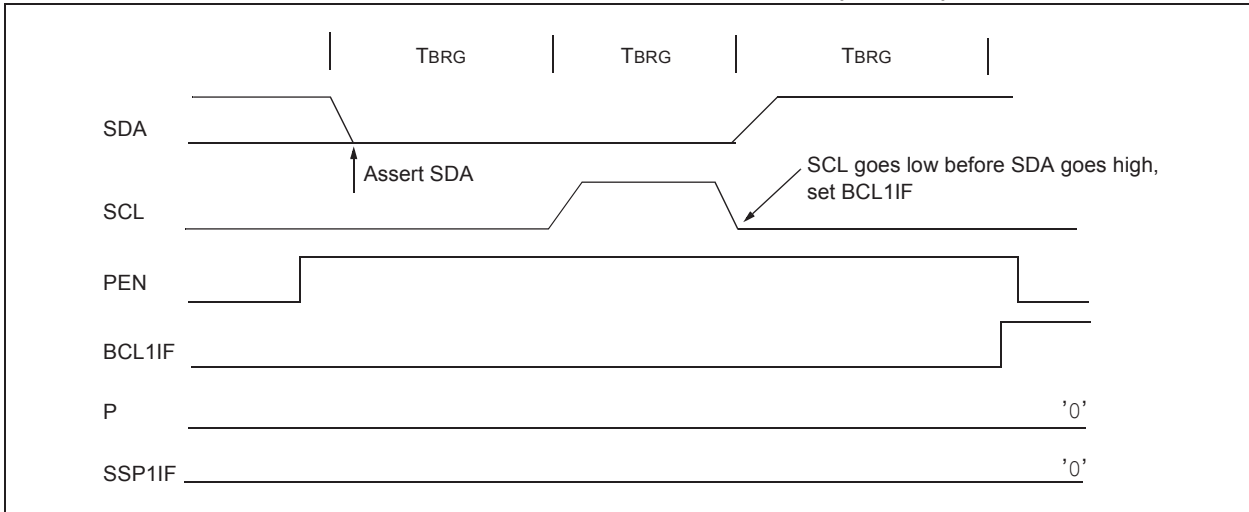 TBRG TBRG TBRG
SDA
Assert SDA
SCL goes low before SDA goes high,
set BCL1IF
SCL
PEN
BCL1IF
P '0'
SSP1IF '0'